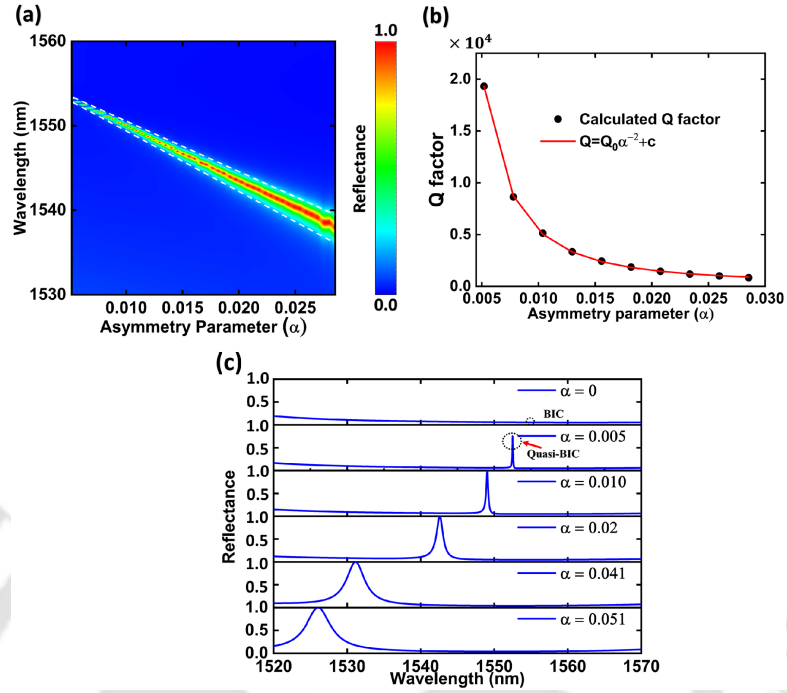 (a)
1560
1550
1540
1530
Wavelength (nm)
0.010 0.015 0.020 0.025
Asymmetry Parameter (α)
1.0
Reflectance
0.0
(b)
× 10⁴
2.0
1.5
1.0
0.5
0.0
Q factor
Calculated Q factor
Q=Q₀α⁻²+c
0.005 0.010 0.015 0.020 0.025 0.030
Asymmetry parameter (α)
(c)
Reflectance
1.0
0.5
α = 0
BIC
1.0
0.5
α = 0.005
Quasi-BIC
1.0
0.5
α = 0.010
1.0
0.5
α = 0.02
1.0
0.5
α = 0.041
1.0
0.5
0.0
α = 0.051
1520 1530 1540 1550 1560 1570
Wavelength (nm)